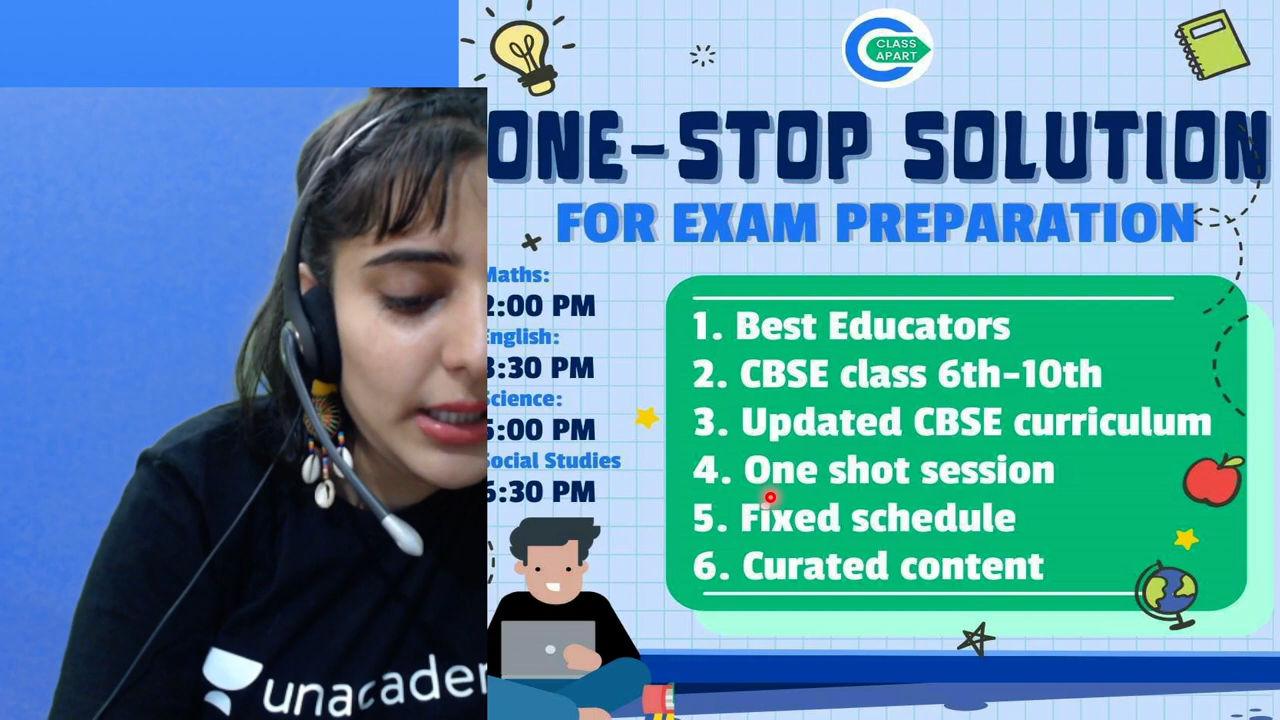 CLASS
APART
ONE-STOP SOLUTION
FOR EXAM PREPARATION
Maths:
2:00 PM
English:
3:30 PM
Science:
5:00 PM
Social Studies
6:30 PM
1. Best Educators
2. CBSE class 6th-10th
3. Updated CBSE curriculum
4. One shot session
5. Fixed schedule
6. Curated content
unacadem